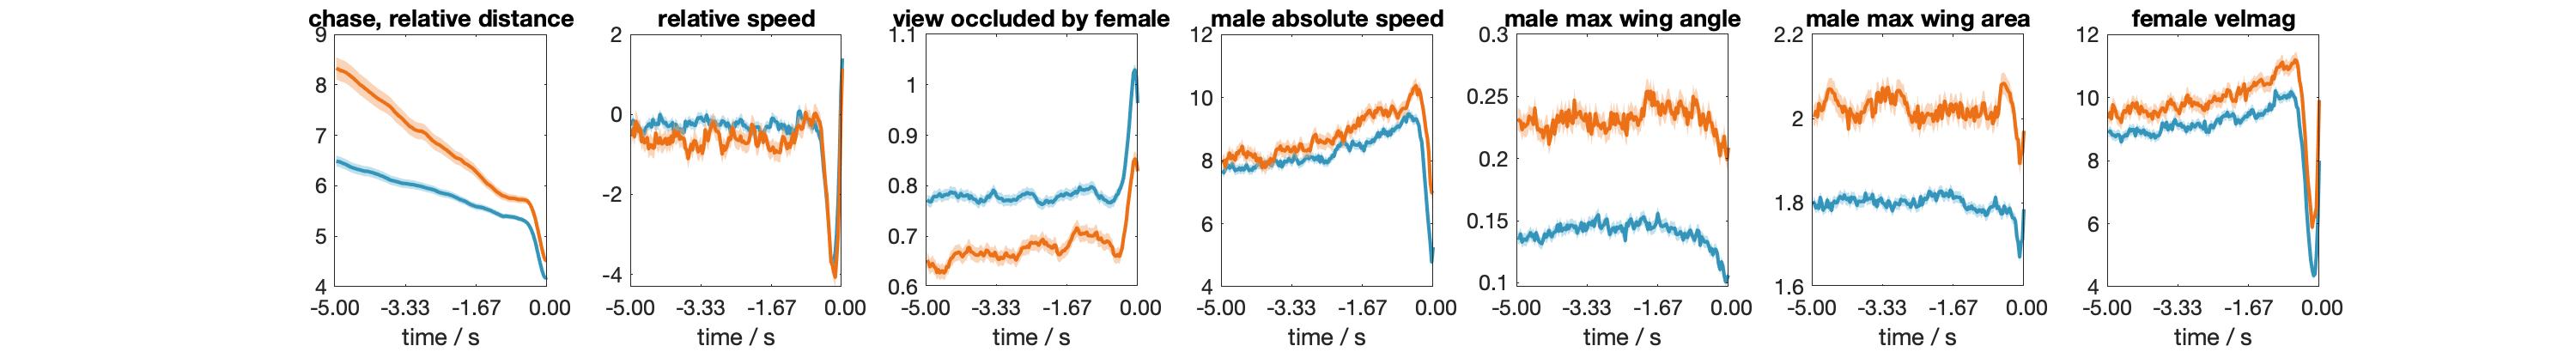 chase, relative distance
9
8
7
6
5
4
-5.00 -3.33 -1.67 0.00
time / s
relative speed
2
0
-2
-4
-5.00 -3.33 -1.67 0.00
time / s
view occluded by female
1.1
1
0.9
0.8
0.7
0.6
-5.00 -3.33 -1.67 0.00
time / s
male absolute speed
12
10
8
6
4
-5.00 -3.33 -1.67 0.00
time / s
male max wing angle
0.3
0.25
0.2
0.15
0.1
-5.00 -3.33 -1.67 0.00
time / s
male max wing area
2.2
2
1.8
1.6
-5.00 -3.33 -1.67 0.00
time / s
female velmag
12
10
8
6
4
-5.00 -3.33 -1.67 0.00
time / s